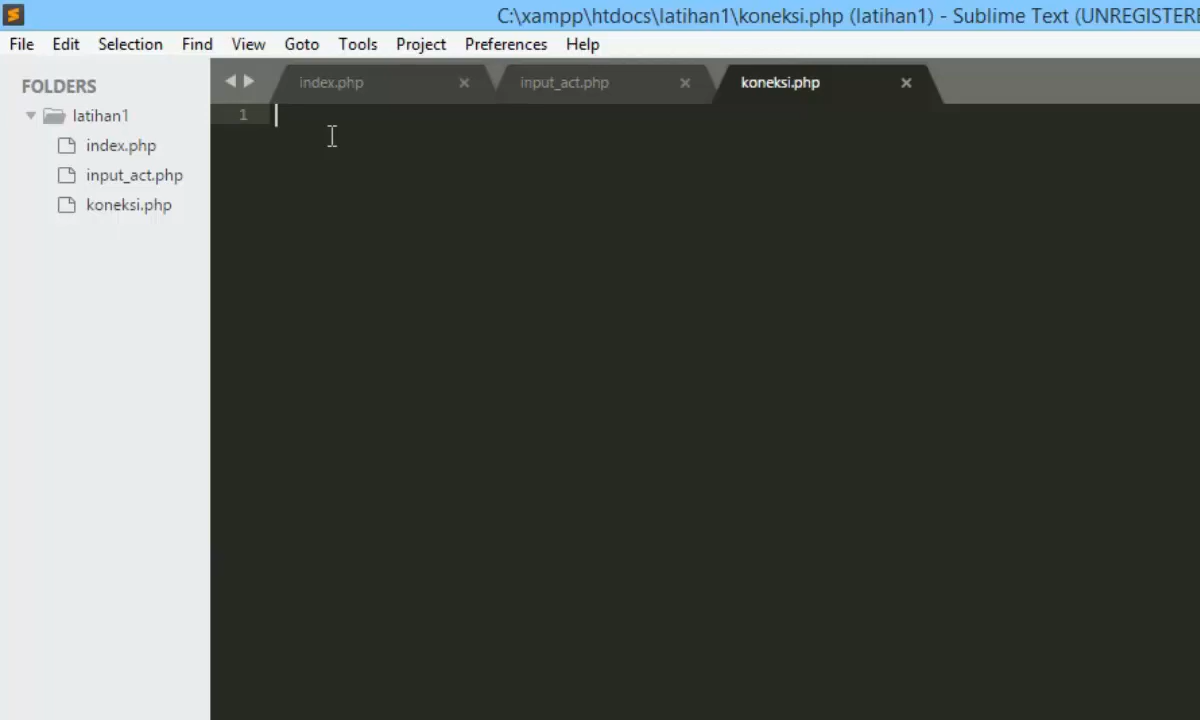 C:\xampp\htdocs\latihan1\koneksi.php (latihan1) - Sublime Text (UNREGISTERE
File Edit Selection Find View Goto Tools Project Preferences Help
FOLDERS
latihan1
index.php
input_act.php
koneksi.php
index.php input_act.php koneksi.php
1